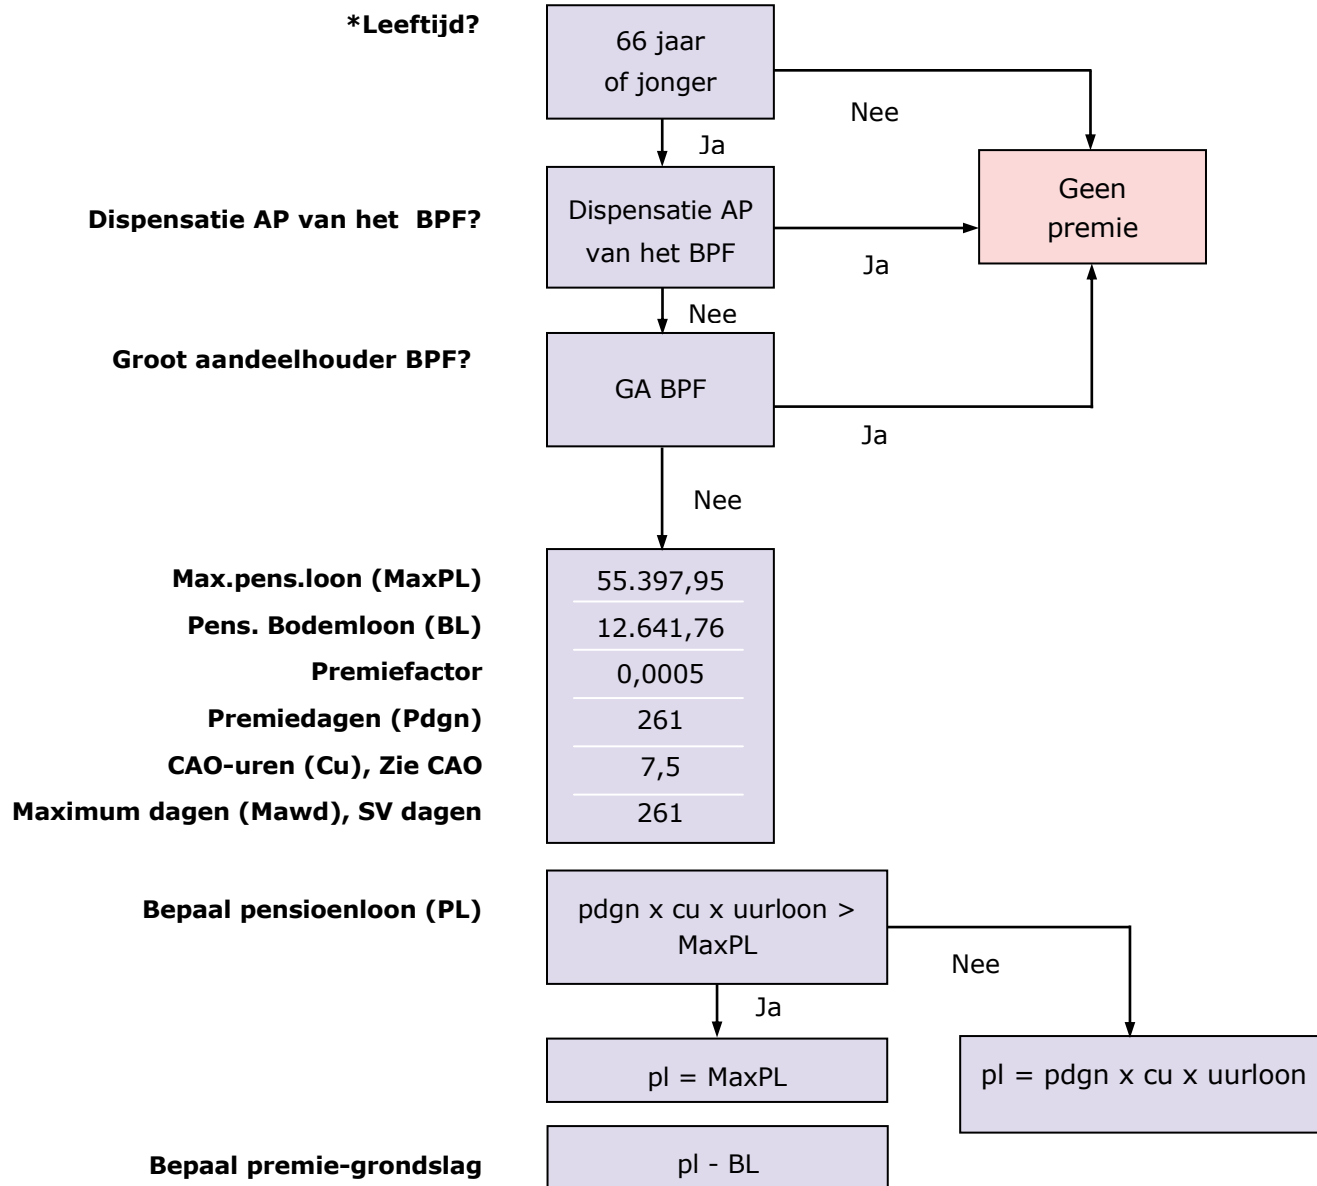 *Leeftijd?
66 jaar
of jonger
Nee
Ja
Geen
premie
Dispensatie AP van het  BPF?
Dispensatie AP
van het BPF
Ja
Nee
Groot aandeelhouder BPF?
GA BPF
Ja
Nee
Max.pens.loon (MaxPL) 55.397,95
Pens. Bodemloon (BL) 12.641,76
Premiefactor 0,0005
Premiedagen (Pdgn) 261
CAO-uren (Cu), Zie CAO 7,5
Maximum dagen (Mawd), SV dagen 261
Bepaal pensioenloon (PL)
pdgn x cu x uurloon >
MaxPL
Nee
Ja
pl = MaxPL
pl = pdgn x cu x uurloon
Bepaal premie-grondslag
pl - BL